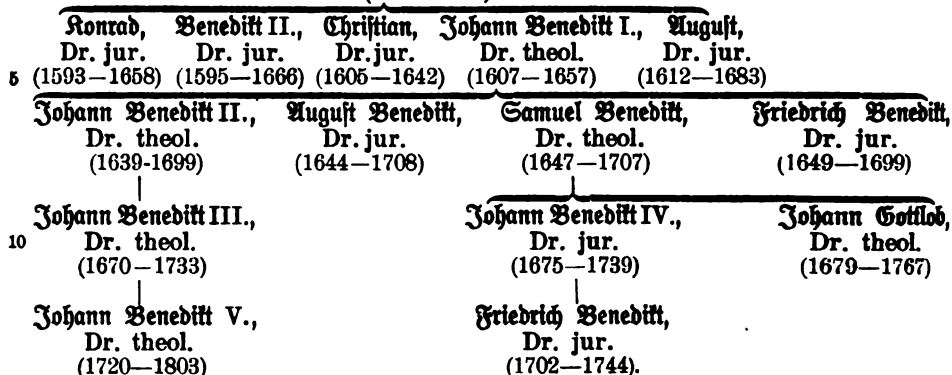 Konrad, Benedikt II., Christian, Johann Benedikt I., August,
Dr. jur. Dr. jur. Dr. jur. Dr. theol. Dr. jur.
5 (1593—1658) (1595—1666) (1605—1642) (1607—1657) (1612—1683)
Johann Benedikt II., August Benedikt, Samuel Benedikt, Friedrich Benedikt,
Dr. theol. Dr. jur. Dr. theol. Dr. jur.
(1639-1699) (1644—1708) (1647—1707) (1649—1699)
Johann Benedikt III., Johann Benedikt IV., Johann Gottlob,
10 Dr. theol. Dr. jur. Dr. theol.
(1670—1733) (1675—1739) (1679—1767)
Johann Benedikt V., Friedrich Benedikt,
Dr. theol. Dr. jur.
(1720—1803) (1702—1744).